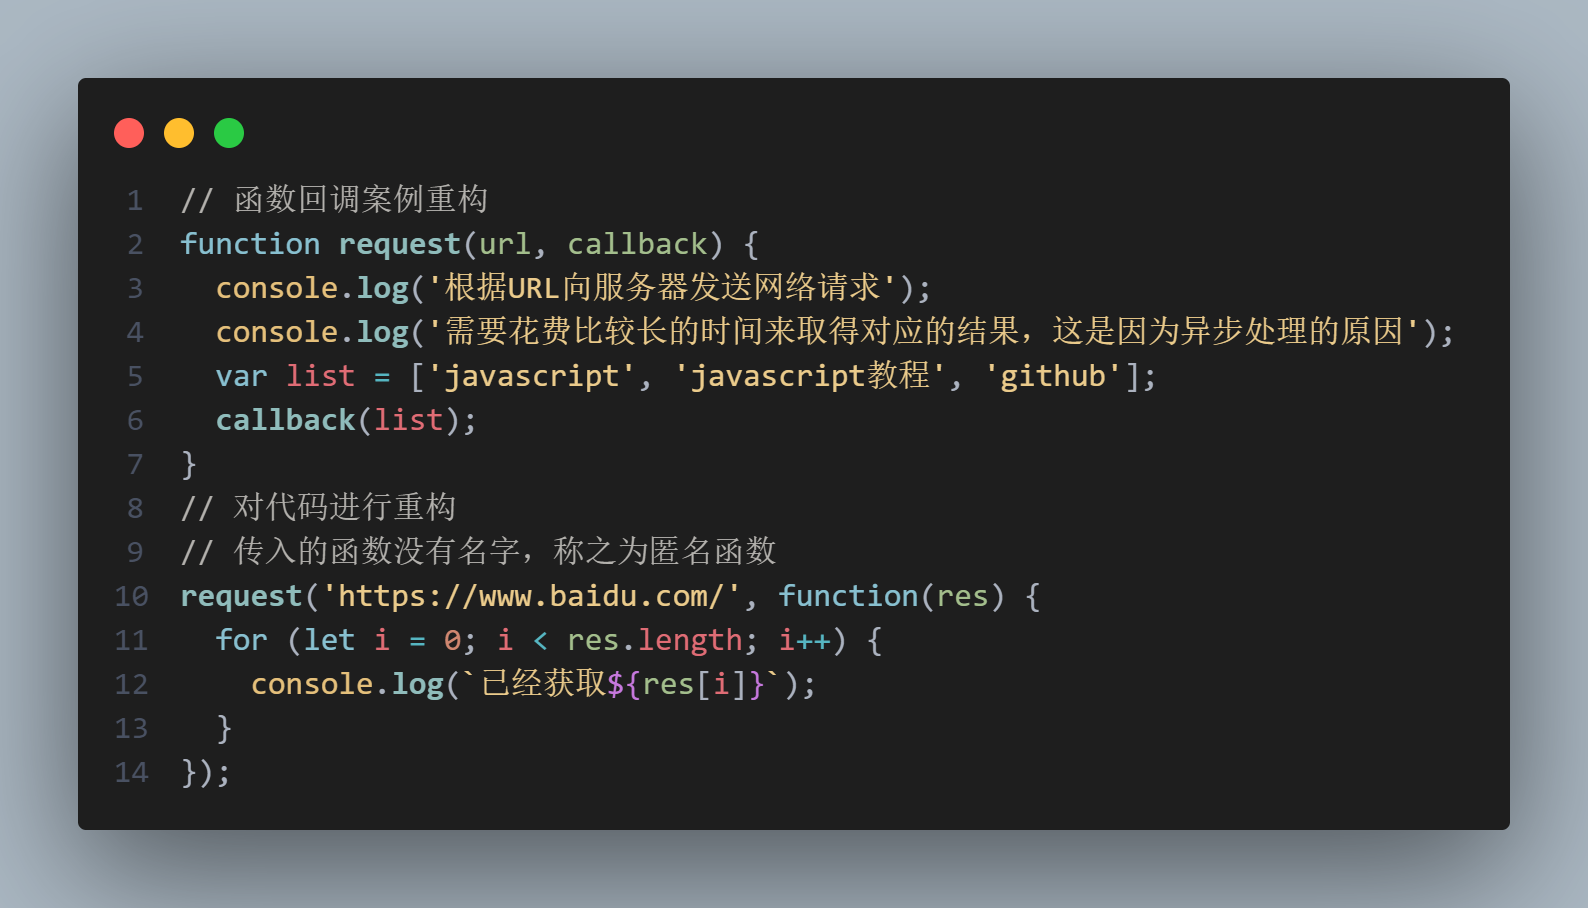 1 // 函数回调案例重构
2 function request(url, callback) {
3   console.log('根据URL向服务器发送网络请求');
4   console.log('需要花费比较长的时间来取得对应的结果，这是因为异步处理的原因');
5   var list = ['javascript', 'javascript教程', 'github'];
6   callback(list);
7 }
8 // 对代码进行重构
9 // 传入的函数没有名字，称之为匿名函数
10 request('https://www.baidu.com/', function(res) {
11   for (let i = 0; i < res.length; i++) {
12     console.log(`已经获取${res[i]}`);
13   }
14 });